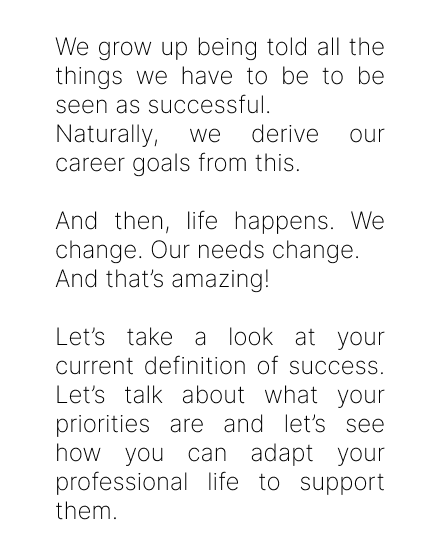 We grow up being told all the
things we have to be to be
seen as successful.
Naturally, we derive our
career goals from this.
And then, life happens. We
change. Our needs change.
And that’s amazing!
Let’s take a look at your
current definition of success.
Let’s talk about what your
priorities are and let’s see
how you can adapt your
professional life to support
them.